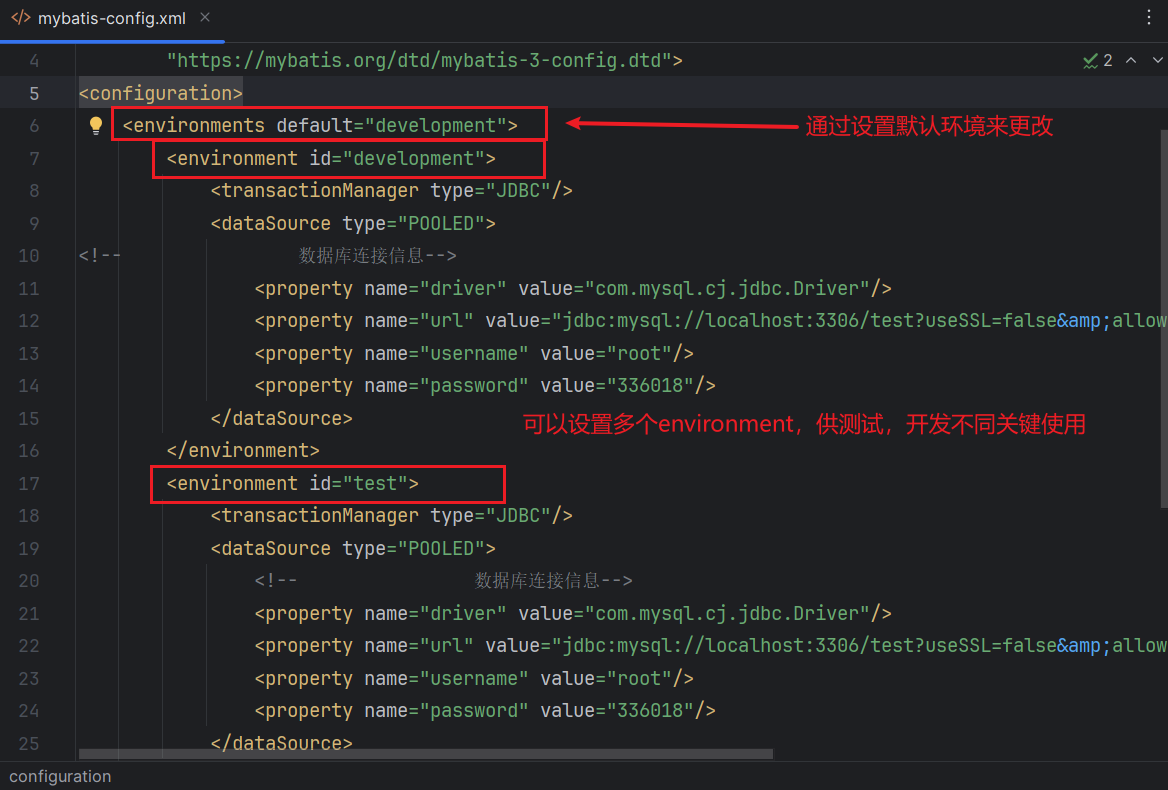 mybatis-config.xml
4 "https://mybatis.org/dtd/mybatis-3-config.dtd"> 2
5 <configuration>
6 <environments default="development"> 通过设置默认环境来更改
7 <environment id="development">
8 <transactionManager type="JDBC"/>
9 <dataSource type="POOLED">
10 <!-- 数据库连接信息-->
11 <property name="driver" value="com.mysql.cj.jdbc.Driver"/>
12 <property name="url" value="jdbc:mysql://localhost:3306/test?useSSL=false&amp;allow
13 <property name="username" value="root"/>
14 <property name="password" value="336018"/>
15 </dataSource> 可以设置多个environment，供测试，开发不同关键使用
16 </environment>
17 <environment id="test">
18 <transactionManager type="JDBC"/>
19 <dataSource type="POOLED">
20 <!-- 数据库连接信息-->
21 <property name="driver" value="com.mysql.cj.jdbc.Driver"/>
22 <property name="url" value="jdbc:mysql://localhost:3306/test?useSSL=false&amp;allow
23 <property name="username" value="root"/>
24 <property name="password" value="336018"/>
25 </dataSource>
configuration